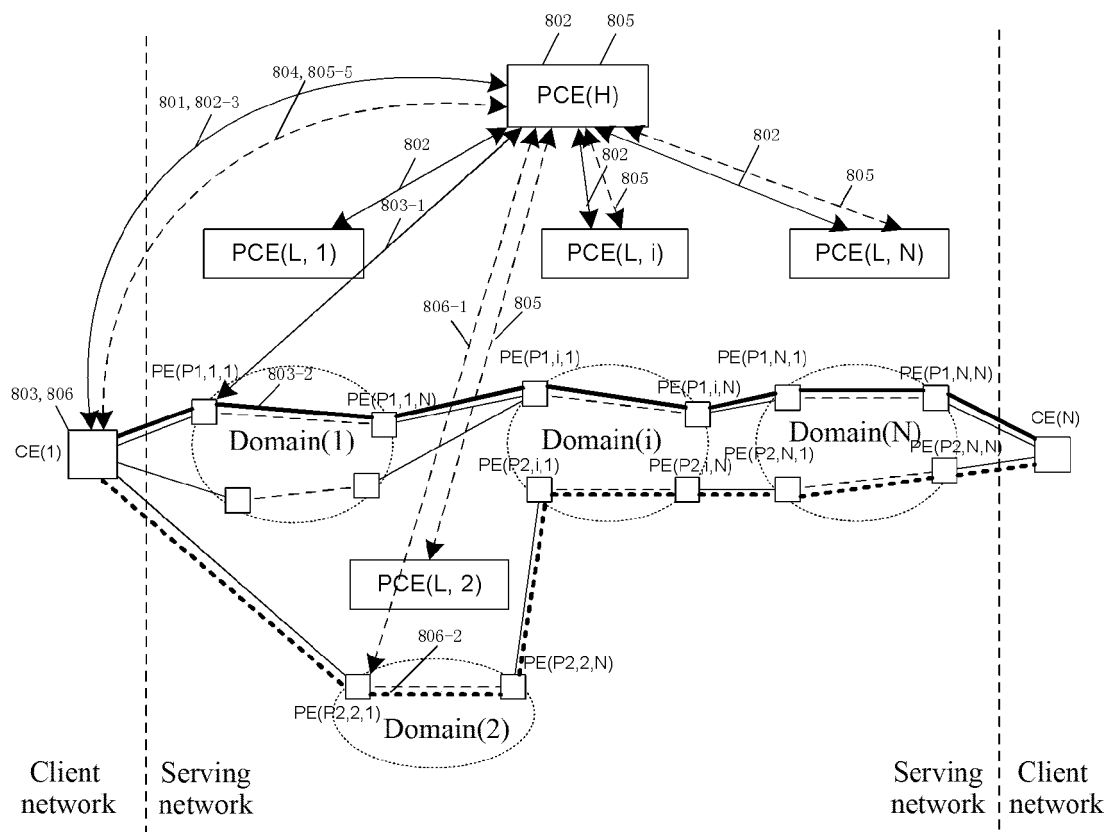 802
805
804, 805-5
801, 802-3
PCE(H)
802
803-1
802
805
802
805
PCE(L, 1)
PCE(L, i)
PCE(L, N)
806-1
805
PE(P1,1,1)
803-2
PE(P1,1,N)
PE(P1,i,1)
PE(P1,i,N)
PE(P1,N,1)
PE(P1,N,N)
803, 806
CE(1)
Domain(1)
Domain(i)
Domain(N)
CE(N)
PE(P2,i,1)
PE(P2,i,N)
PE(P2,N,1)
PE(P2,N,N)
PCE(L, 2)
806-2
PE(P2,2,N)
PE(P2,2,1)
Domain(2)
Client
network
Serving
network
Serving
network
Client
network